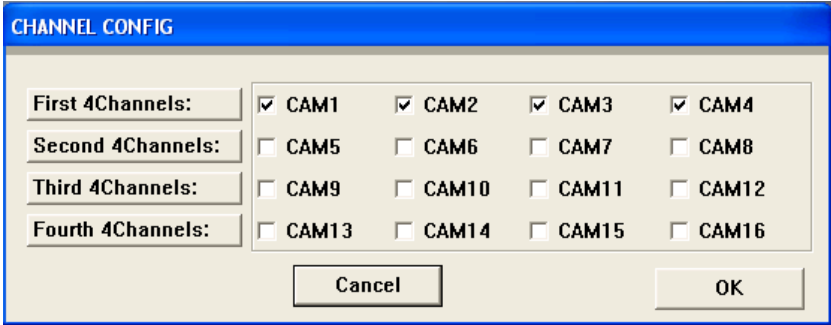 CHANNEL CONFIG
First 4Channels: CAM1 CAM2 CAM3 CAM4
Second 4Channels: CAM5 CAM6 CAM7 CAM8
Third 4Channels: CAM9 CAM10 CAM11 CAM12
Fourth 4Channels: CAM13 CAM14 CAM15 CAM16
Cancel OK